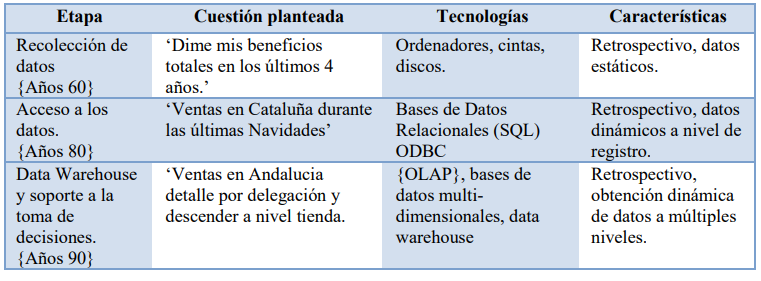 Etapa
Cuestión planteada
Tecnologías
Características
Recolección de
datos
{Años 60}
‘Dime mis beneficios
totales en los últimos 4
años.’
Ordenadores, cintas,
discos.
Retrospectivo, datos
estáticos.
Acceso a los
datos.
{Años 80}
‘Ventas en Cataluña durante
las últimas Navidades’
Bases de Datos
Relacionales (SQL)
ODBC
Retrospectivo, datos
dinámicos a nivel de
registro.
Data Warehouse
y soporte a la
toma de
decisiones.
{Años 90}
‘Ventas en Andalucia
detalle por delegación y
descender a nivel tienda.
{OLAP}, bases de
datos multi-
dimensionales, data
warehouse
Retrospectivo,
obtención dinámica
de datos a múltiples
niveles.